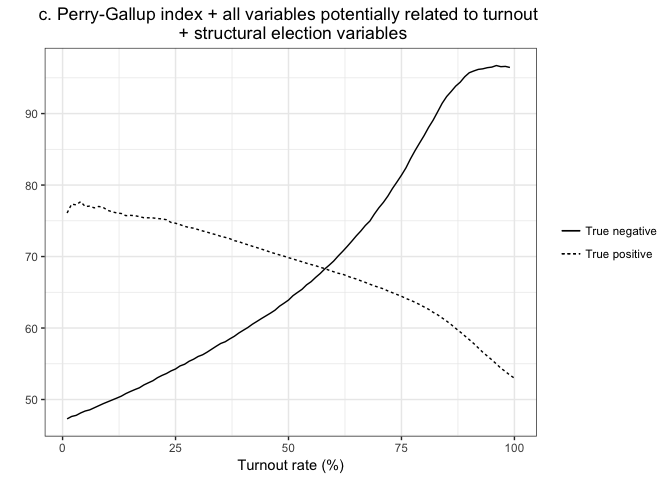 c. Perry-Gallup index + all variables potentially related to turnout
+ structural election variables
90
80
70
60
50
0 25 50 75 100
Turnout rate (%)
True negative
True positive